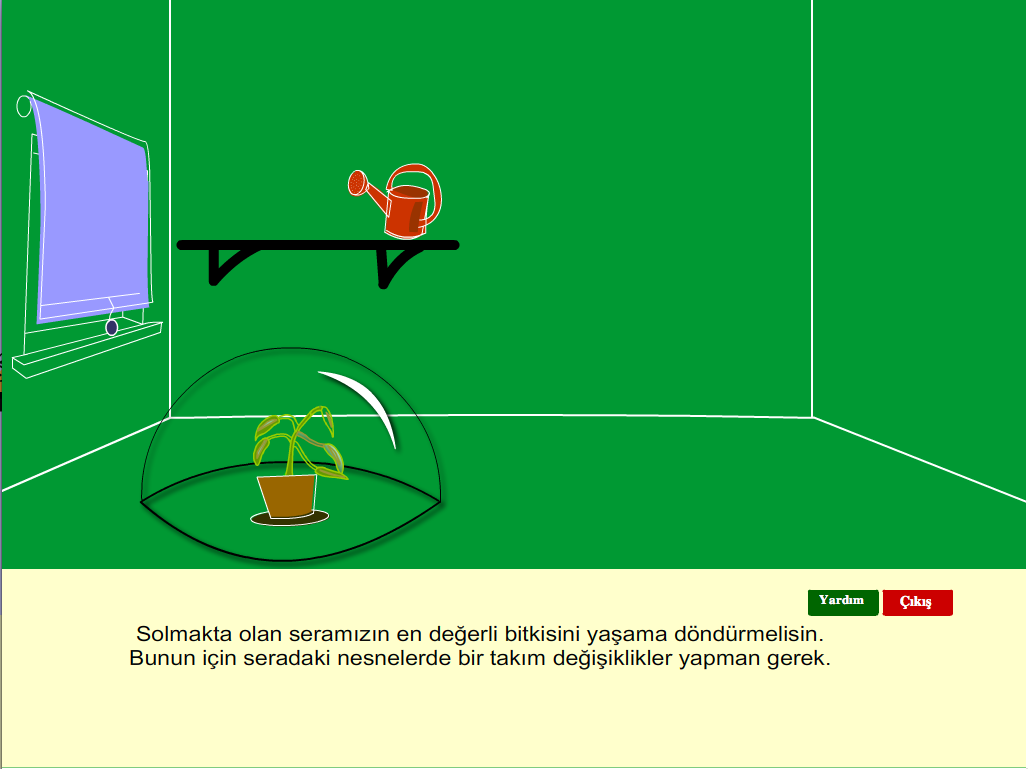 Yardım Çıkış
Solmakta olan seramızın en değerli bitkisini yaşama döndürmelisin.
Bunun için seradaki nesnelerde bir takım değişiklikler yapman gerek.